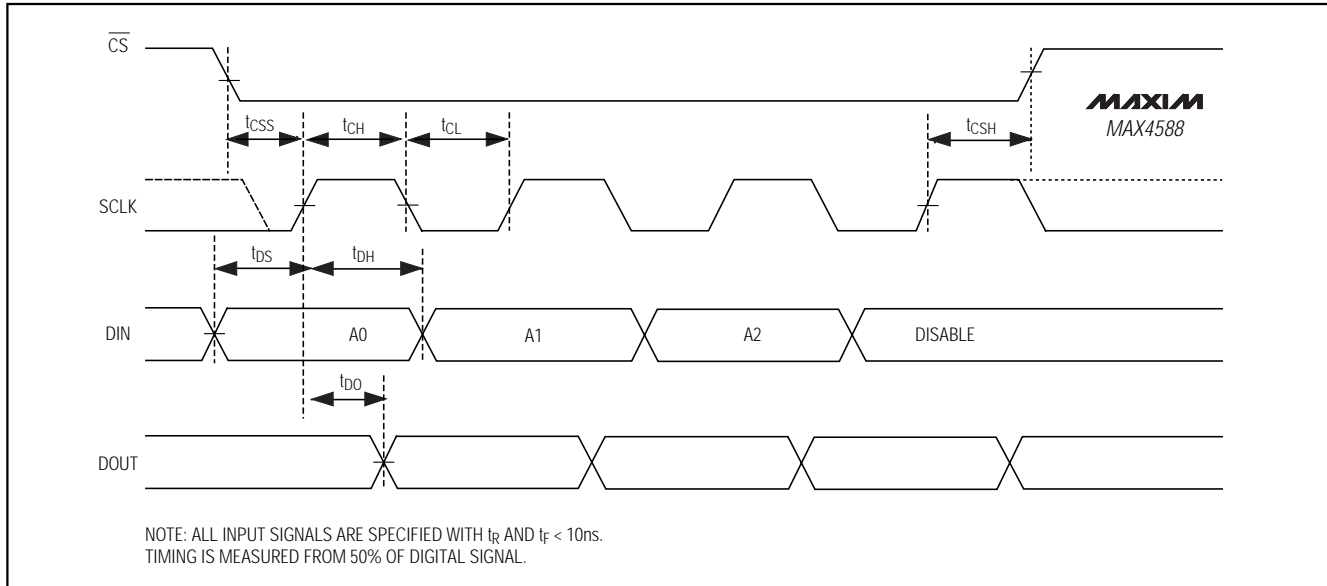 CS
MAXIM
MAX4588
tCSS tCH tCL tCSH
SCLK
tDS tDH
DIN A0 A1 A2 DISABLE
tDO
DOUT
NOTE: ALL INPUT SIGNALS ARE SPECIFIED WITH tR AND tF < 10ns.
TIMING IS MEASURED FROM 50% OF DIGITAL SIGNAL.